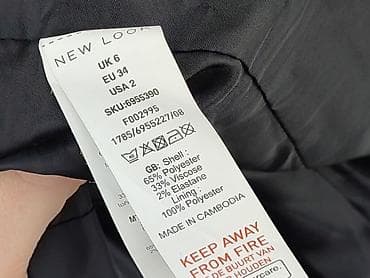 NEW LOOK
UK 6
EU 34
USA 2
SKU:6955390
F002995
1785/6955227/08
GB: Shell:
65% Polyester
33% Viscose
2% Elastane
Lining:
100% Polyester
MADE IN CAMBODIA
KEEP AWAY
FROM FIRE
DE BUURT VAN
HOUDEN